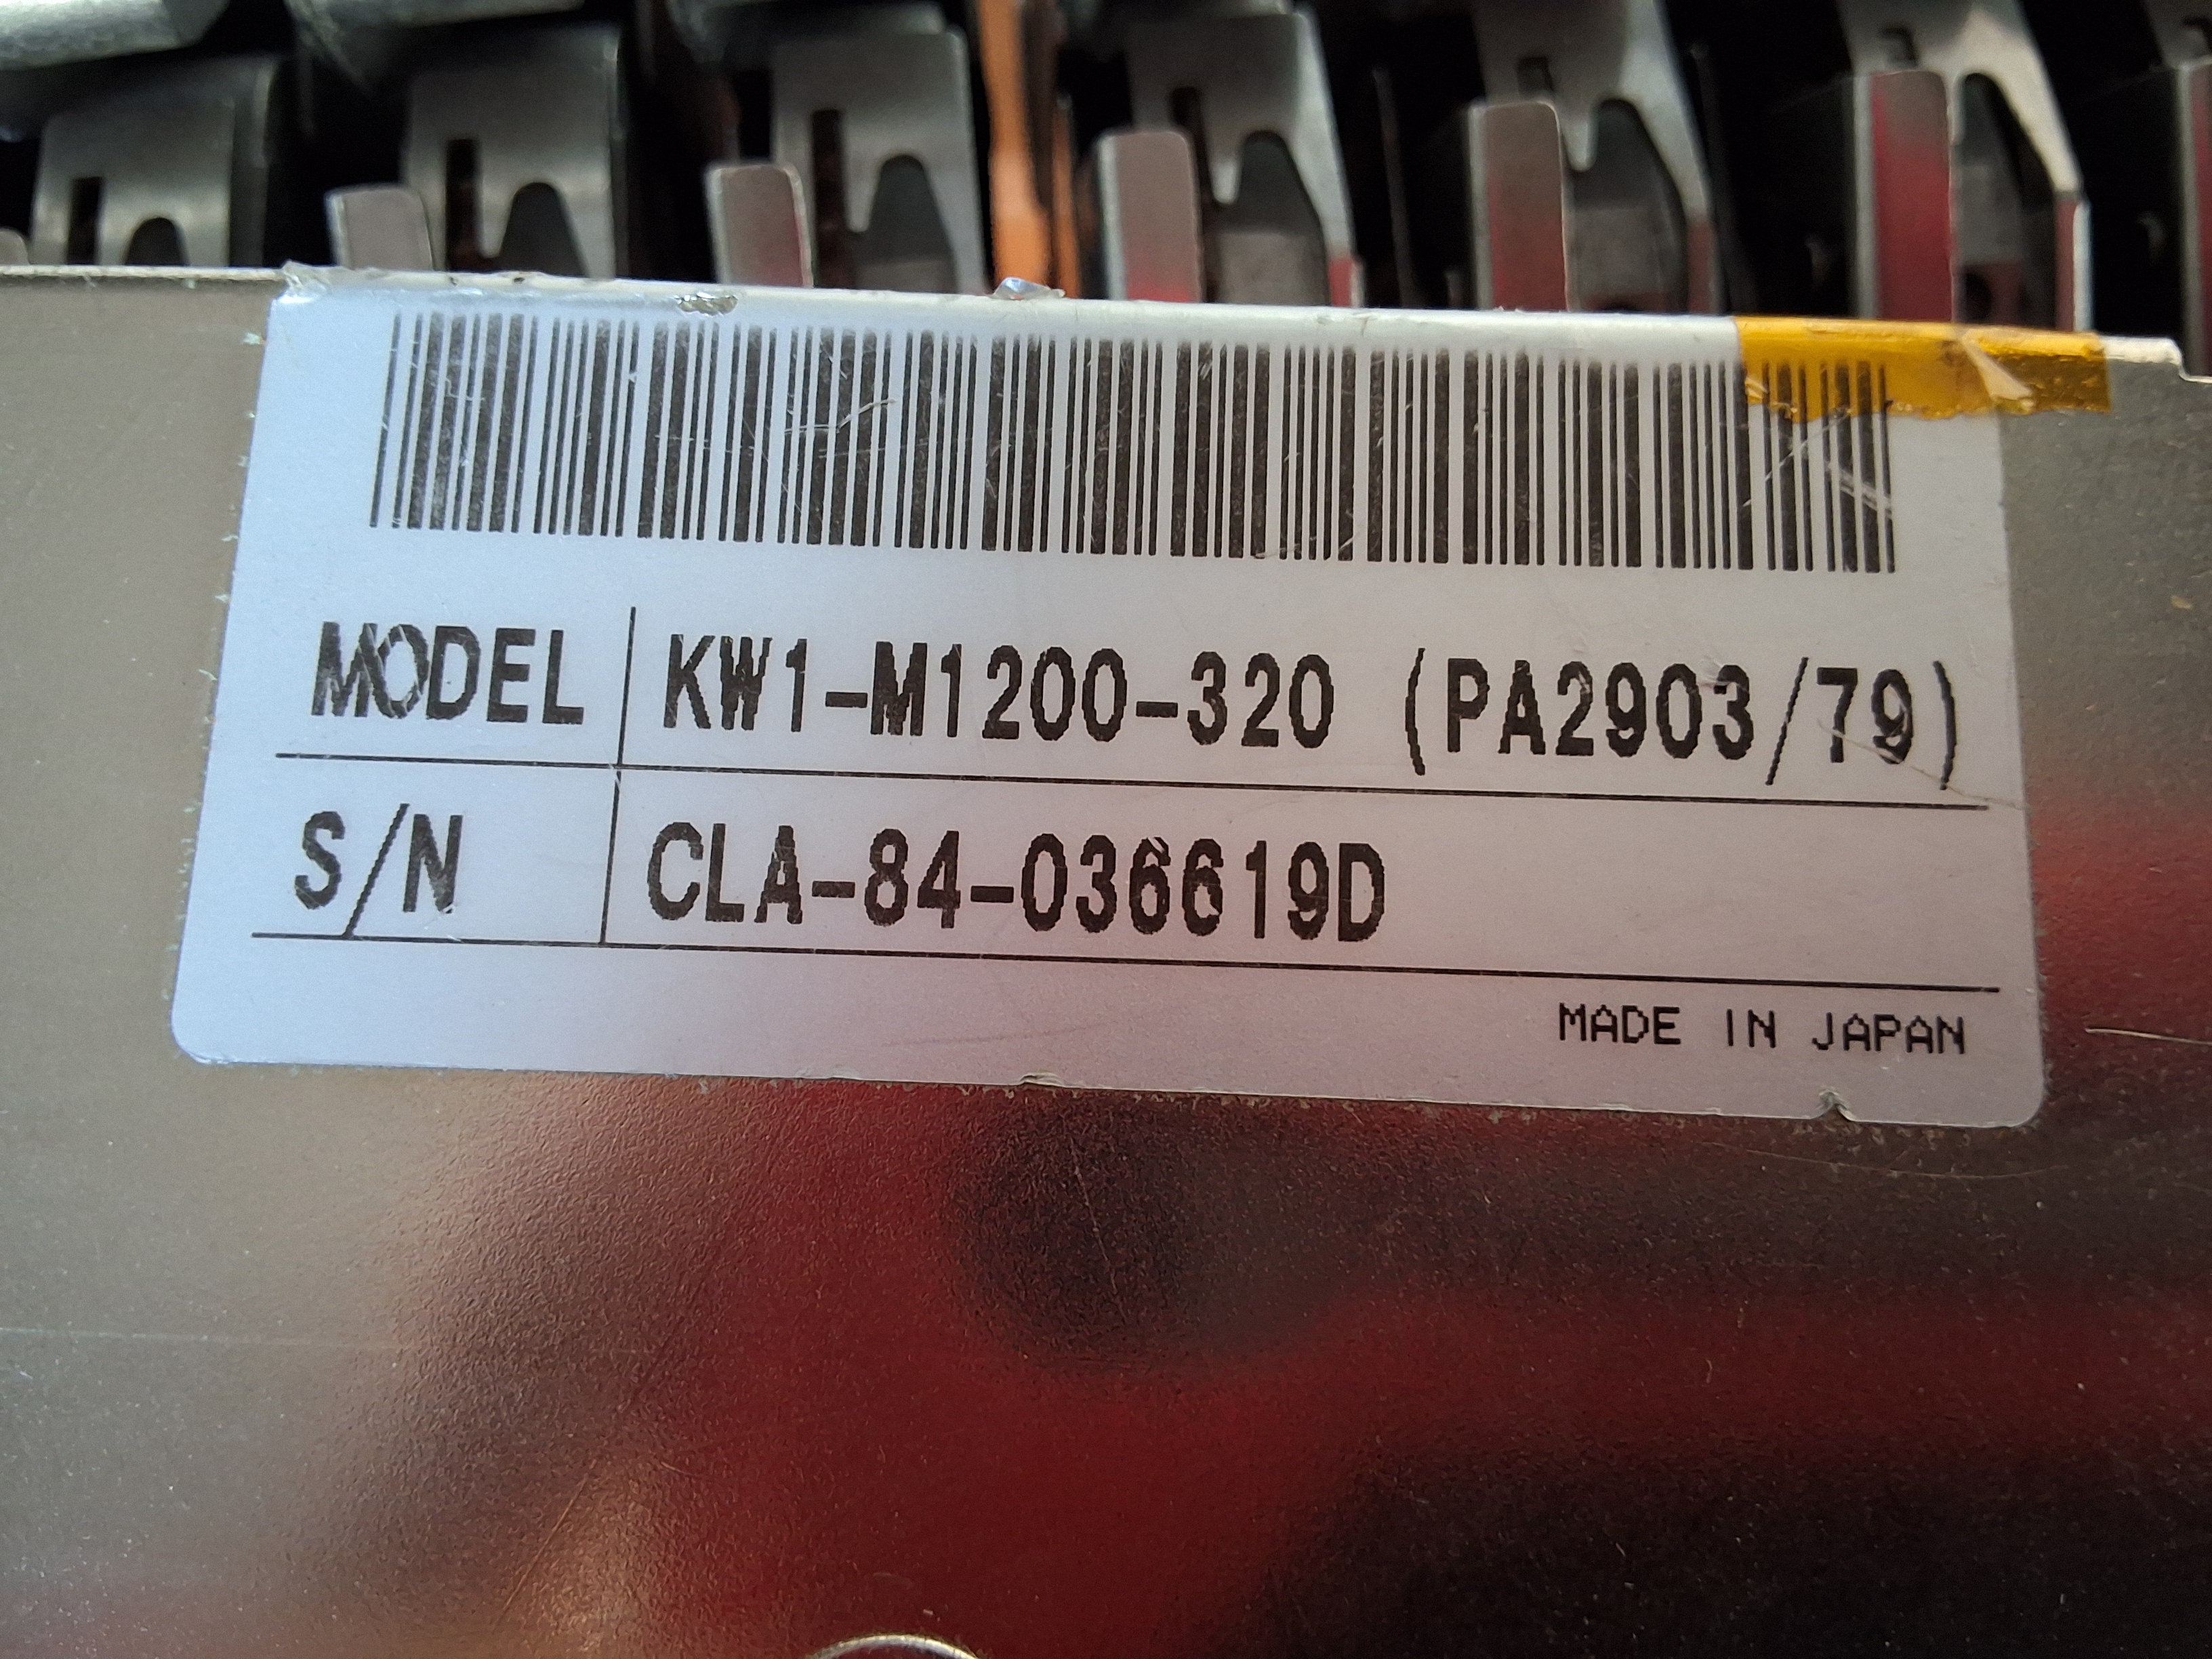 MODEL KW1-M1200-320 (PA2903/79)
S/N CLA-84-036619D
MADE IN JAPAN